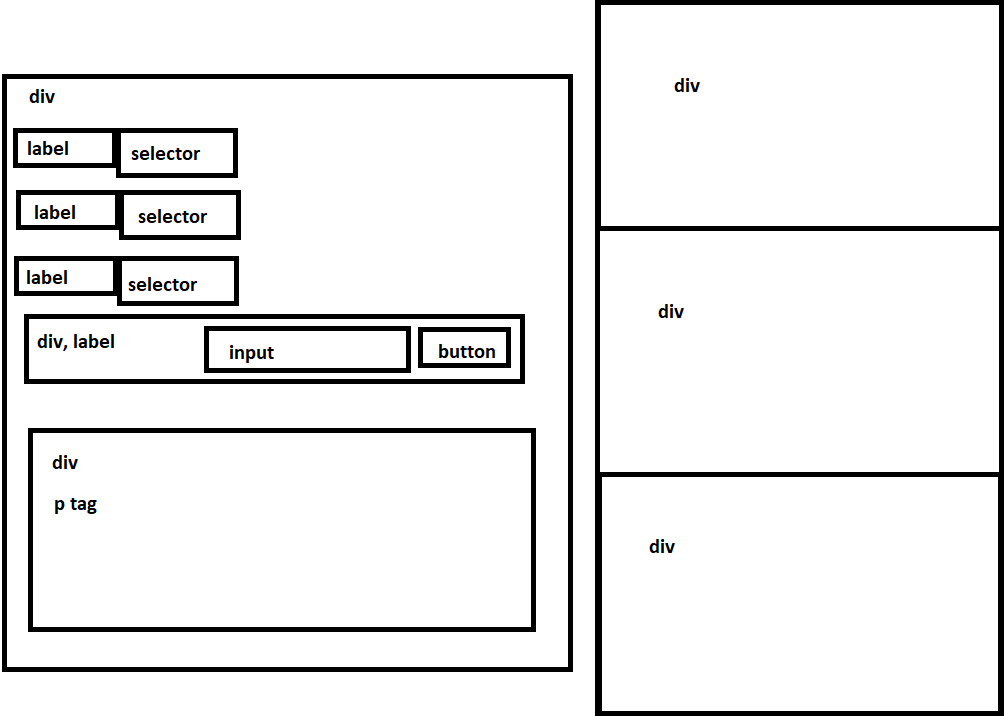 div
label
selector
label
selector
label
selector
div, label
input
button
div
p tag
div
div
div